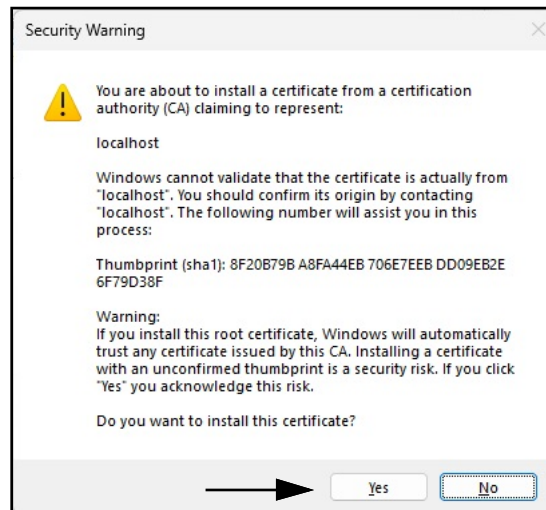 Security Warning
You are about to install a certificate from a certification
authority (CA) claiming to represent:
localhost
Windows cannot validate that the certificate is actually from
"localhost". You should confirm its origin by contacting
"localhost". The following number will assist you in this
process:
Thumbprint (sha1): 8F20B79B A8FA44EB 706E7EEB DD09EB2E
6F79D38F
Warning:
If you install this root certificate, Windows will automatically
trust any certificate issued by this CA. Installing a certificate
with an unconfirmed thumbprint is a security risk. If you click
"Yes" you acknowledge this risk.
Do you want to install this certificate?
Yes No